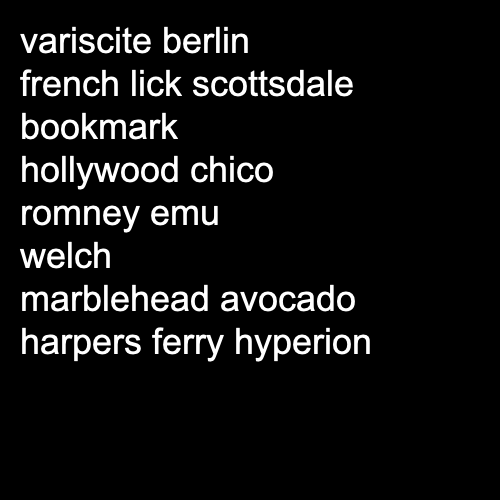 variscite berlin
french lick scottsdale
bookmark
hollywood chico
romney emu
welch
marblehead avocado
harpers ferry hyperion